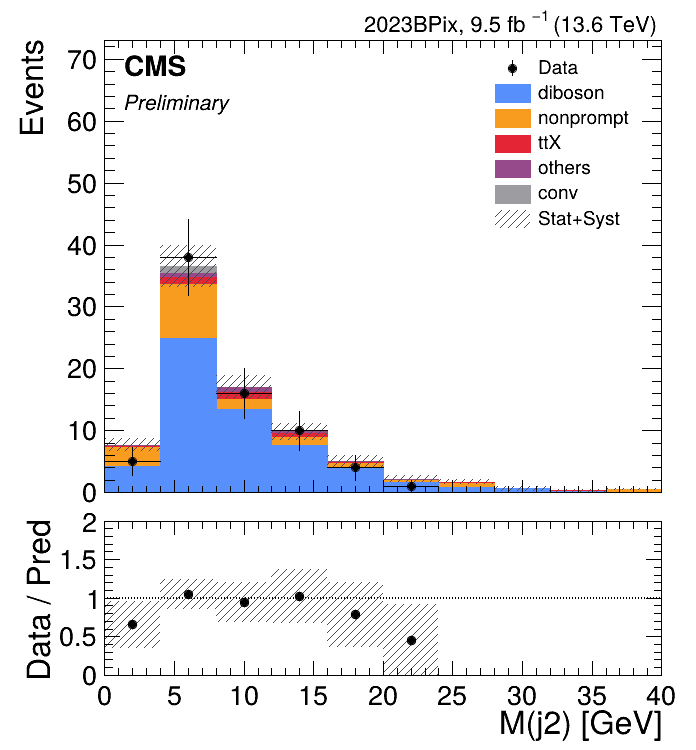 2023BPix, 9.5 fb⁻¹ (13.6 TeV)
Events
70
60
50
40
30
20
10
0
CMS
Preliminary
Data
diboson
nonprompt
ttX
others
conv
Stat+Syst
Data / Pred
2
1.5
1
0.5
0
0 5 10 15 20 25 30 35 40
M(j2) [GeV]